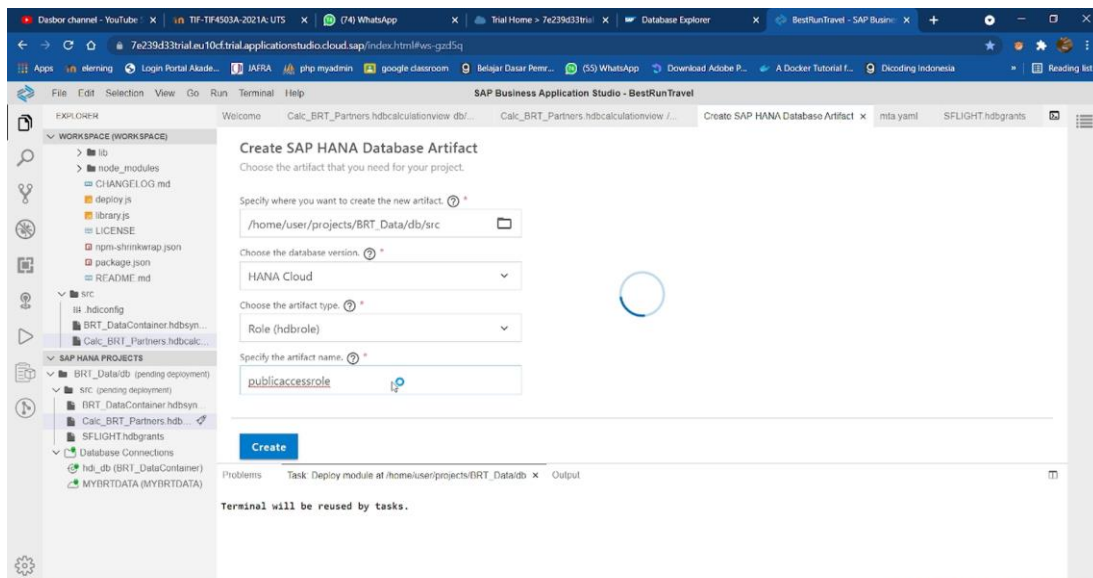 Dasbor channel - YouTube S
TIF-TIF4503A-2021A: UTS
(74) WhatsApp
Trial Home > 7e239d33trial
Database Explorer
BestRunTravel - SAP Busine
7e239d33trial.eu10cf.trial.applicationstudio.cloud.sap/index.html#ws-gzd5q
Apps
elerning
Login Portal Akade...
JAFRA
php myadmin
google classroom
Belajar Dasar Pemr...
(55) WhatsApp
Download Adobe P...
A Docker Tutorial f...
Dicoding Indonesia
»
Reading list
File Edit Selection View Go Run Terminal Help
SAP Business Application Studio - BestRunTravel
EXPLORER
WORKSPACE (WORKSPACE)
lib
node_modules
CHANGELOG.md
deploy.js
library.js
LICENSE
npm-shrinkwrap.json
package.json
README.md
src
.hdiconfig
BRT_DataContainer.hdbsyn...
Calc_BRT_Partners.hdbcalc...
SAP HANA PROJECTS
BRT_Data/db (pending deployment)
src (pending deployment)
BRT_DataContainer.hdbsyn...
Calc_BRT_Partners.hdb...
SFLIGHT.hdbgrants
Database Connections
hdi_db (BRT_DataContainer)
MYBRTDATA (MYBRTDATA)
Welcome
Calc_BRT_Partners.hdbcalculationview db/...
Calc_BRT_Partners.hdbcalculationview /...
Create SAP HANA Database Artifact ×
mta.yaml
SFLIGHT.hdbgrants
Create SAP HANA Database Artifact
Choose the artifact that you need for your project.
Specify where you want to create the new artifact. ? *
/home/user/projects/BRT_Data/db/src
Choose the database version. ? *
HANA Cloud
Choose the artifact type. ? *
Role (hdbrole)
Specify the artifact name. ? *
publicaccessrole
Create
Problems
Task: Deploy module at /home/user/projects/BRT_Data/db ×
Output
Terminal will be reused by tasks.